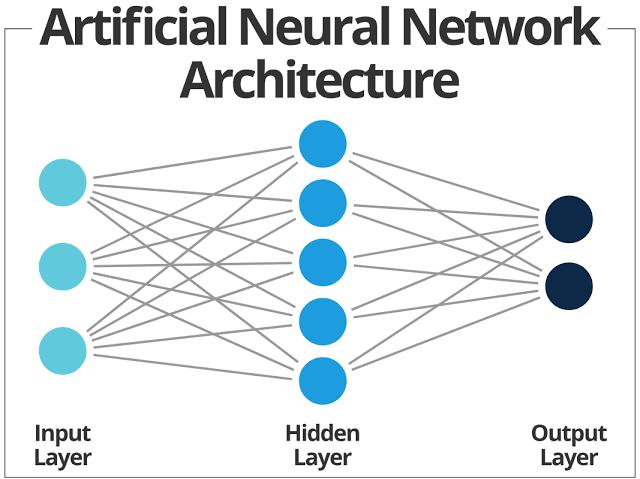 Artificial Neural Network
Architecture
Input
Layer
Hidden
Layer
Output
Layer